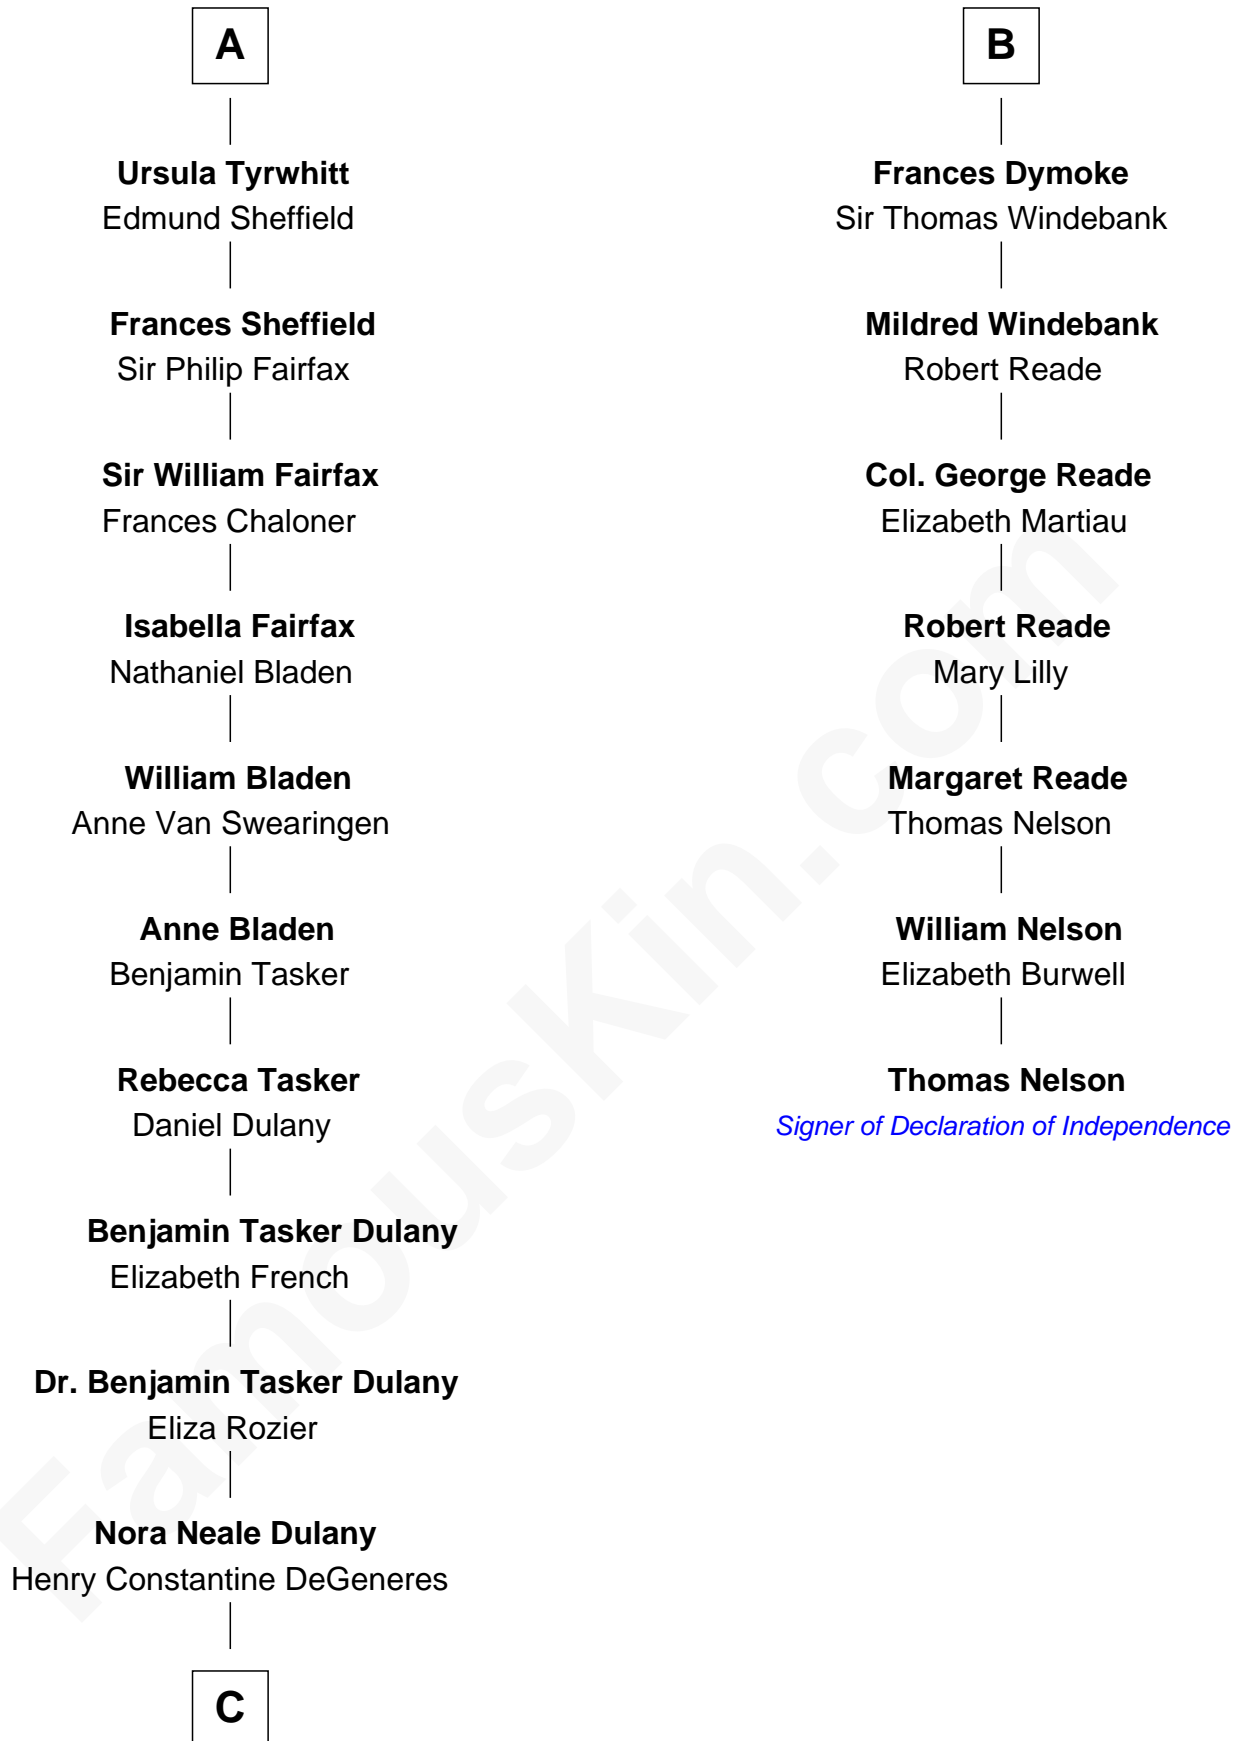 A
Ursula Tyrwhitt
Edmund Sheffield
Frances Sheffield
Sir Philip Fairfax
Sir William Fairfax
Frances Chaloner
Isabella Fairfax
Nathaniel Bladen
William Bladen
Anne Van Swearingen
Anne Bladen
Benjamin Tasker
Rebecca Tasker
Daniel Dulany
Benjamin Tasker Dulany
Elizabeth French
Dr. Benjamin Tasker Dulany
Eliza Rozier
Nora Neale Dulany
Henry Constantine DeGeneres
C
B
Frances Dymoke
Sir Thomas Windebank
Mildred Windebank
Robert Reade
Col. George Reade
Elizabeth Martiau
Robert Reade
Mary Lilly
Margaret Reade
Thomas Nelson
William Nelson
Elizabeth Burwell
Thomas Nelson
Signer of Declaration of Independence
FamousKin.com